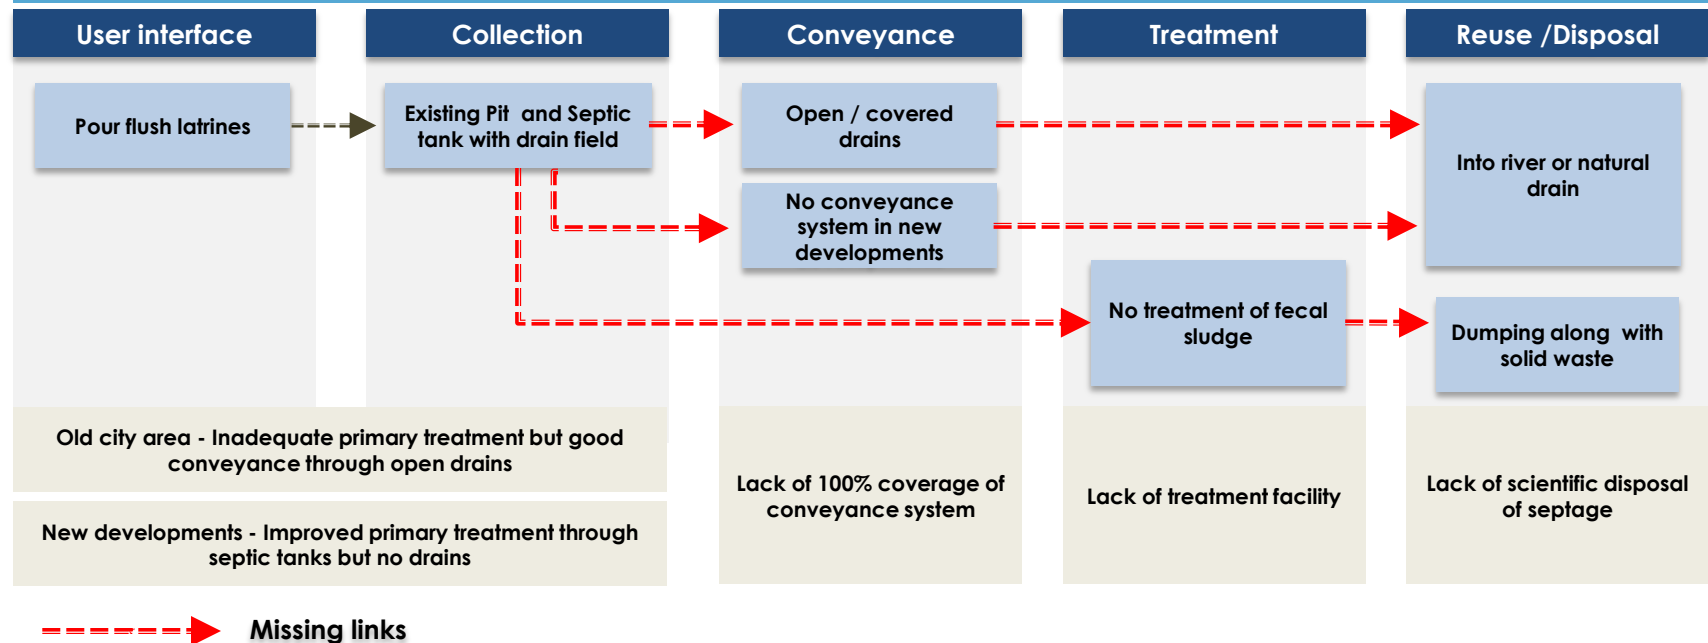 User interface
Collection
Conveyance
Treatment
Reuse /Disposal
Pour flush latrines
Existing Pit and Septic
tank with drain field
Open / covered
drains
Into river or natural
drain
No conveyance
system in new
developments
No treatment of fecal
sludge
Dumping along with
solid waste
Old city area - Inadequate primary treatment but good
conveyance through open drains
New developments - Improved primary treatment through
septic tanks but no drains
Lack of 100% coverage of
conveyance system
Lack of treatment facility
Lack of scientific disposal
of septage
Missing links